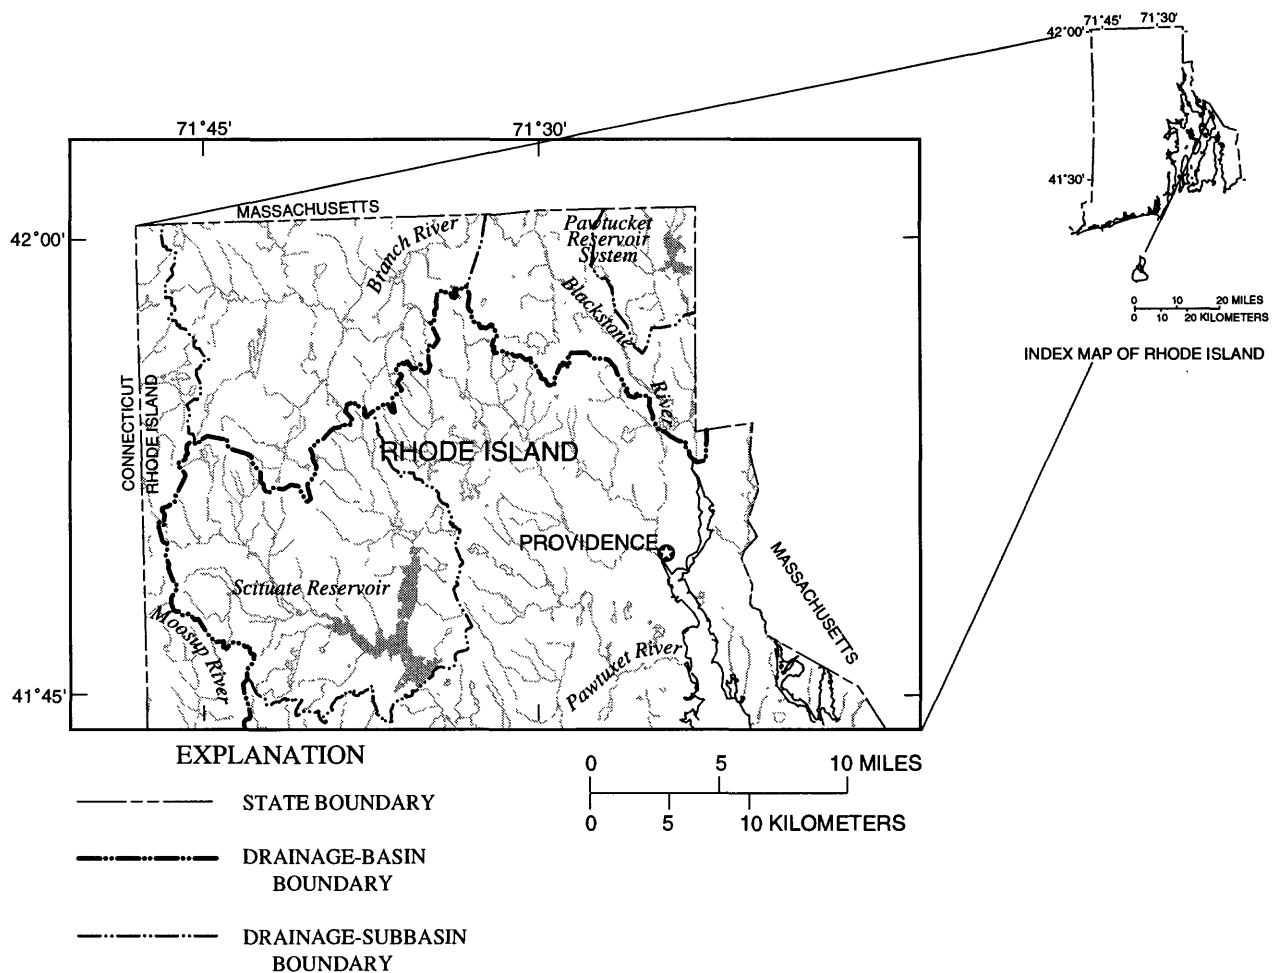 71°45' 71°30'
42°00'
41°30'
0 10 20 MILES
0 10 20 KILOMETERS
INDEX MAP OF RHODE ISLAND
71°45' 71°30'
42°00'
41°45'
MASSACHUSETTS
Branch River
Pawtucket
Reservoir
System
Blackstone
River
CONNECTICUT
RHODE ISLAND
RHODE ISLAND
PROVIDENCE
MASSACHUSETTS
Scituate Reservoir
Moosup River
Pawtuxet River
EXPLANATION
STATE BOUNDARY
DRAINAGE-BASIN
BOUNDARY
DRAINAGE-SUBBASIN
BOUNDARY
0 5 10 MILES
0 5 10 KILOMETERS